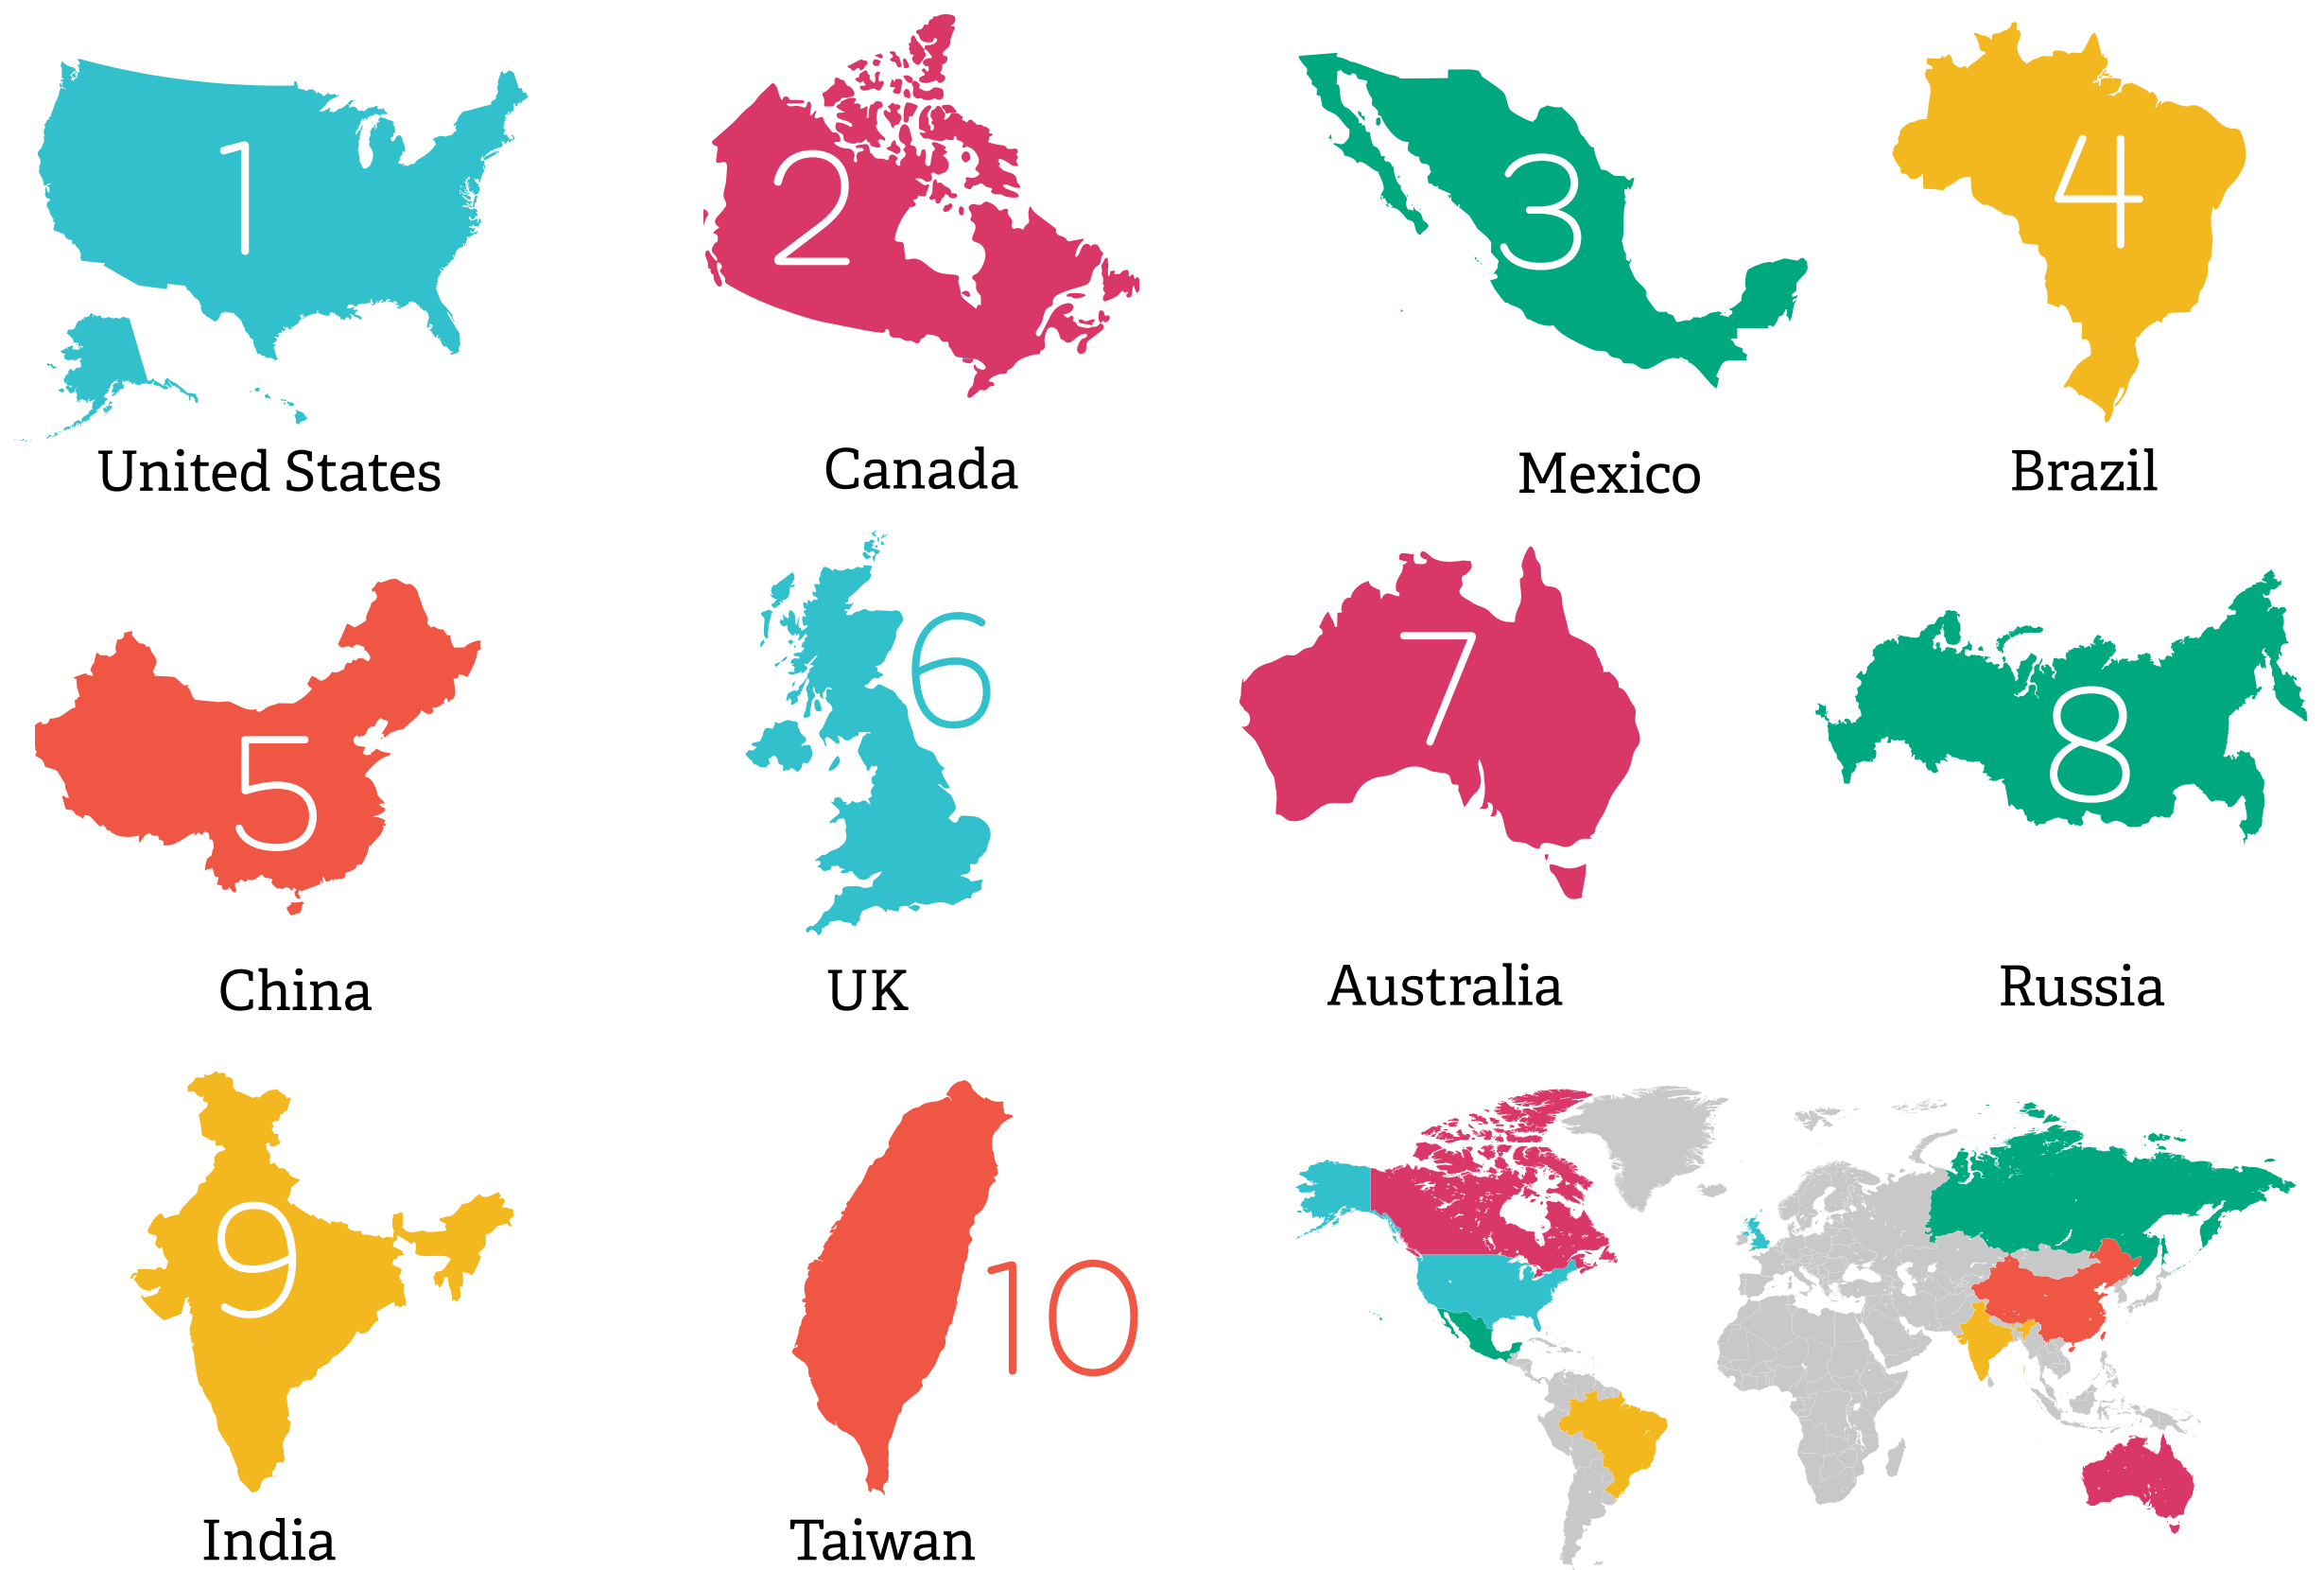 1
2
3
4
United States
Canada
Mexico
Brazil
5
6
7
8
China
UK
Australia
Russia
9
10
India
Taiwan